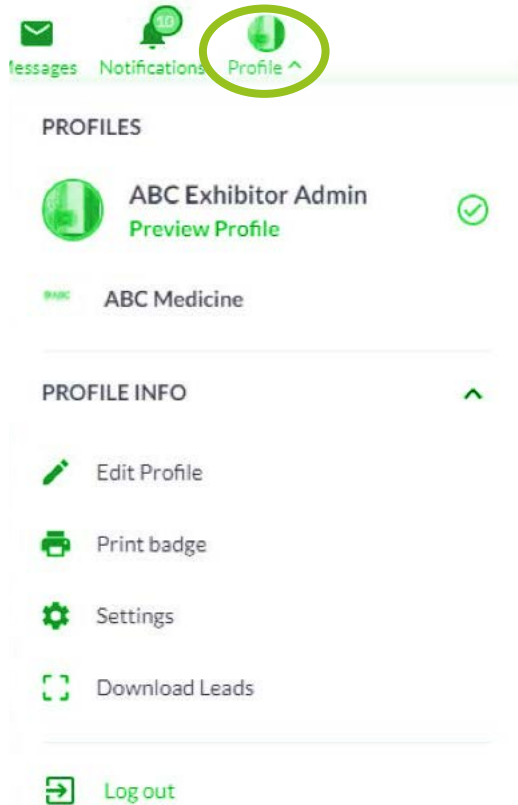 10
Messages Notifications Profile
PROFILES
ABC Exhibitor Admin
Preview Profile
ABC Medicine
PROFILE INFO
Edit Profile
Print badge
Settings
Download Leads
Log out